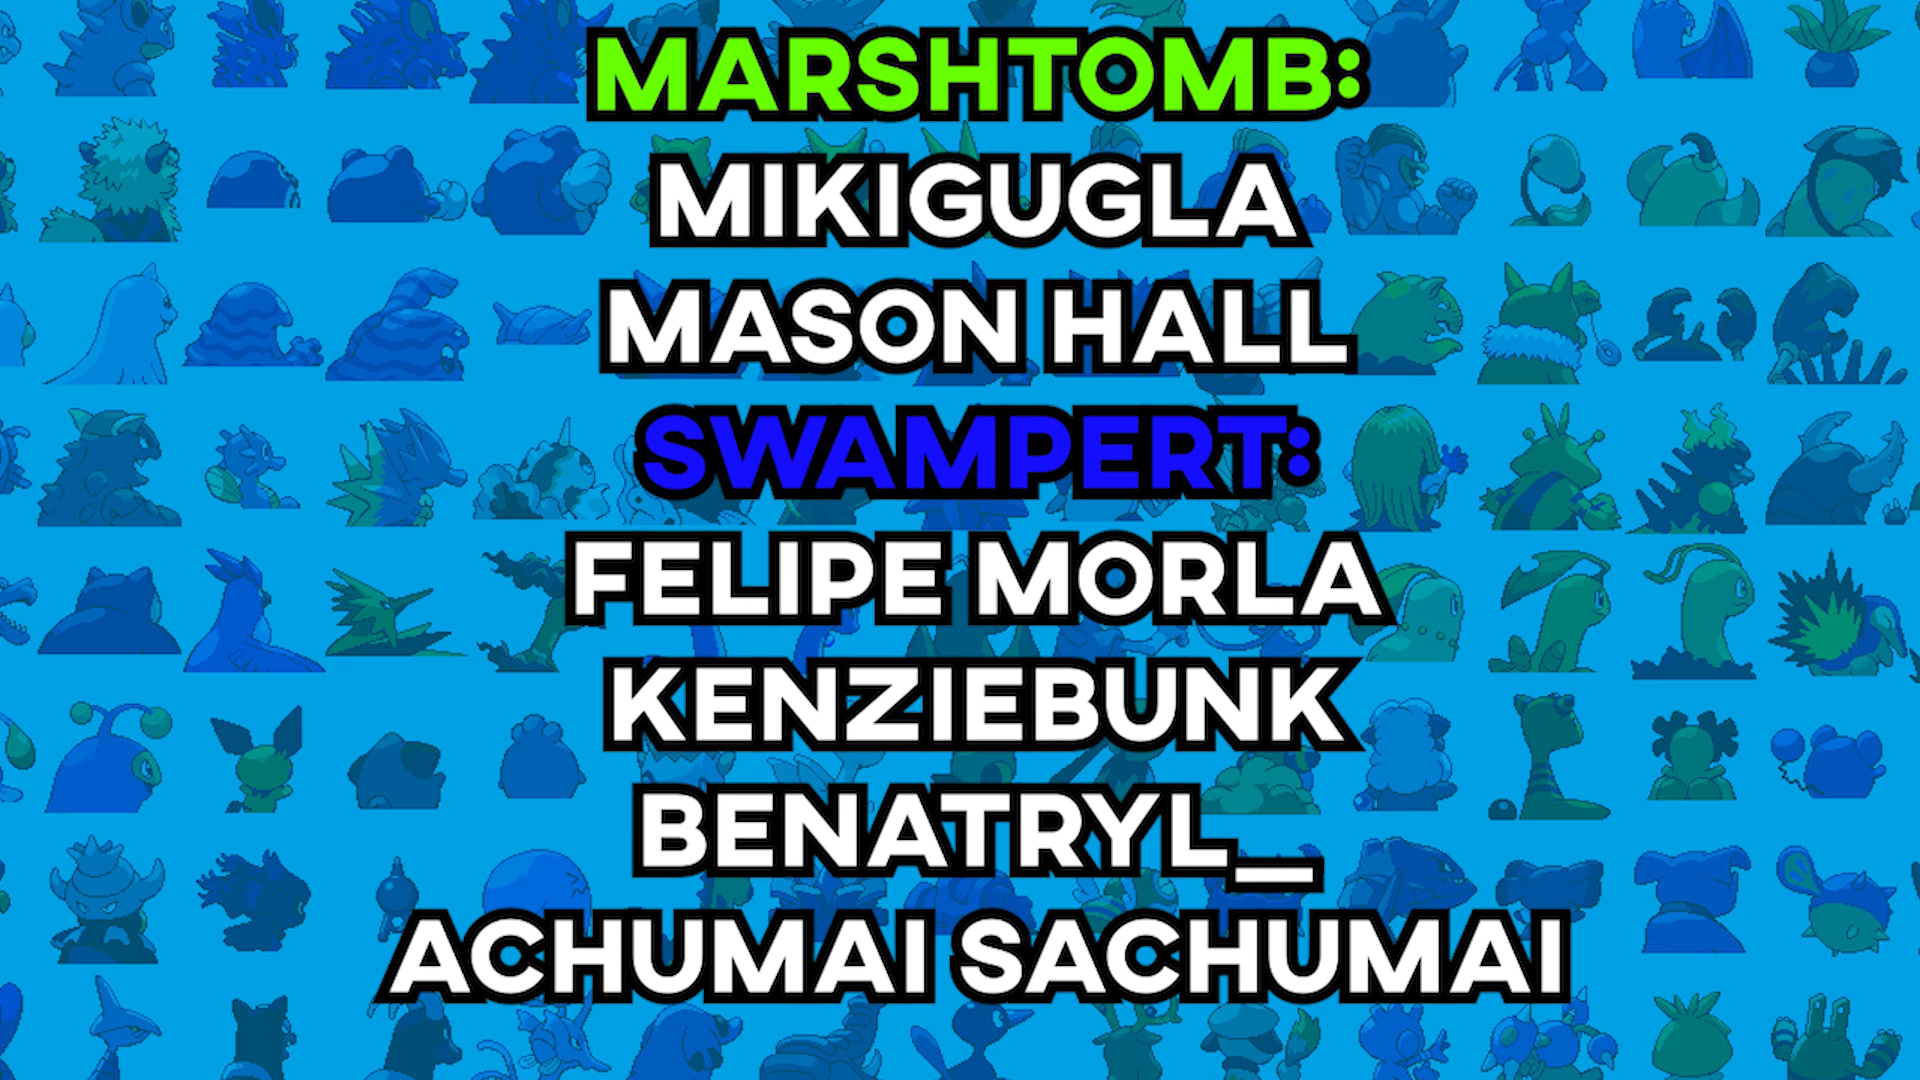 MARSHTOMB:
MIKIGUGLA
MASON HALL
SWAMPERT:
FELIPE MORLA
KENZIEBUNK
BENATRYL_
ACHUMAI SACHUMAI